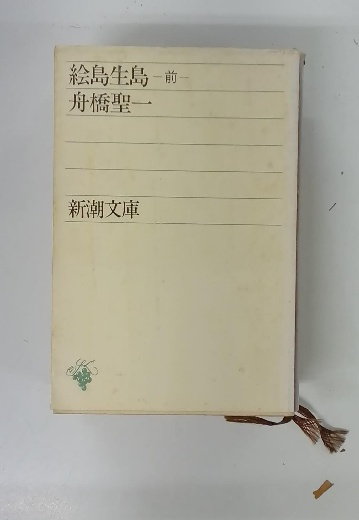 絵島生島 —前—
舟橋聖一
新潮文庫